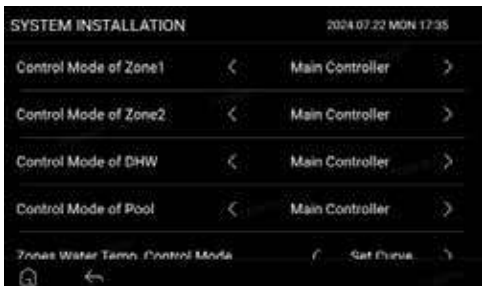 SYSTEM INSTALLATION 2024.07.22 MON 17:35
Control Mode of Zone1 < Main Controller >
Control Mode of Zone2 < Main Controller >
Control Mode of DHW < Main Controller >
Control Mode of Pool < Main Controller >
Zones Water Temp. Control Mode < Set Curve >